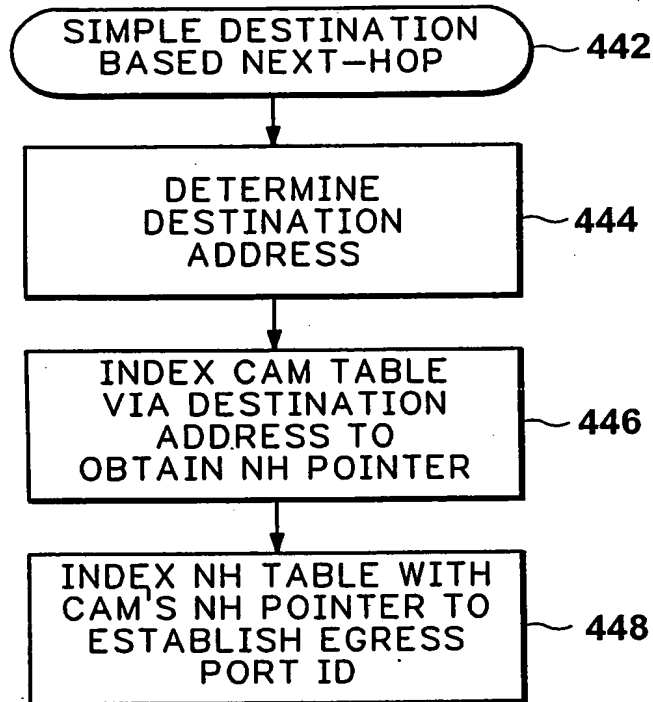 SIMPLE DESTINATION
BASED NEXT-HOP
442
DETERMINE
DESTINATION
ADDRESS
444
INDEX CAM TABLE
VIA DESTINATION
ADDRESS TO
OBTAIN NH POINTER
446
INDEX NH TABLE WITH
CAM'S NH POINTER TO
ESTABLISH EGRESS
PORT ID
448